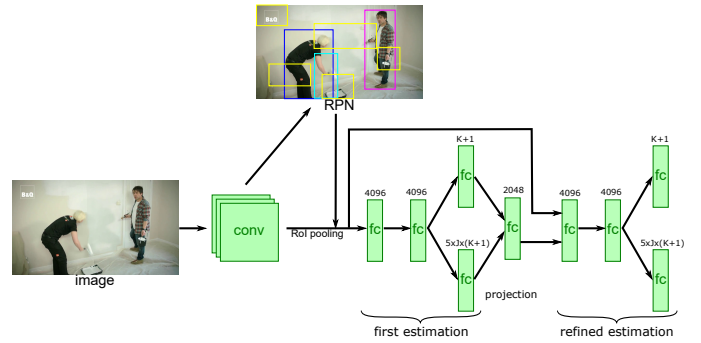 B&Q
RPN
B&Q
image
conv
RoI pooling
4096
fc
4096
fc
K+1
fc
5xJx(K+1)
fc
2048
fc
projection
4096
fc
4096
fc
K+1
fc
5xJx(K+1)
fc
first estimation
refined estimation